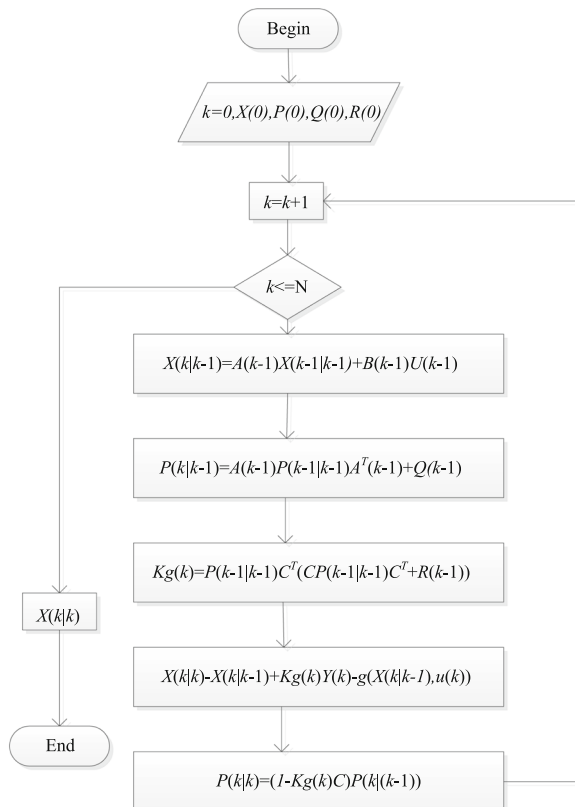 Begin
k=0,X(0),P(0),Q(0),R(0)
k=k+1
k<=N
X(k|k-1)=A(k-1)X(k-1|k-1)+B(k-1)U(k-1)
P(k|k-1)=A(k-1)P(k-1|k-1)A^T(k-1)+Q(k-1)
Kg(k)=P(k-1|k-1)C^T(CP(k-1|k-1)C^T+R(k-1))
X(k|k)
X(k|k)-X(k|k-1)+Kg(k)Y(k)-g(X(k|k-1),u(k))
End
P(k|k)=(1-Kg(k)C)P(k|(k-1))